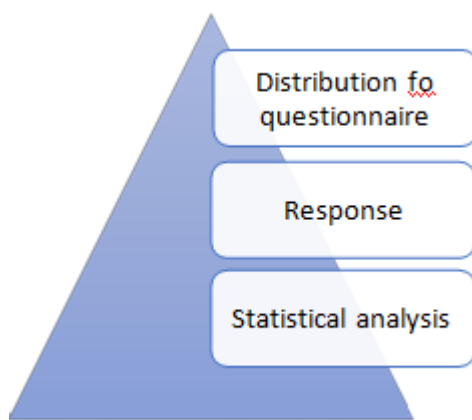 Distribution fo
questionnaire
Response
Statistical analysis